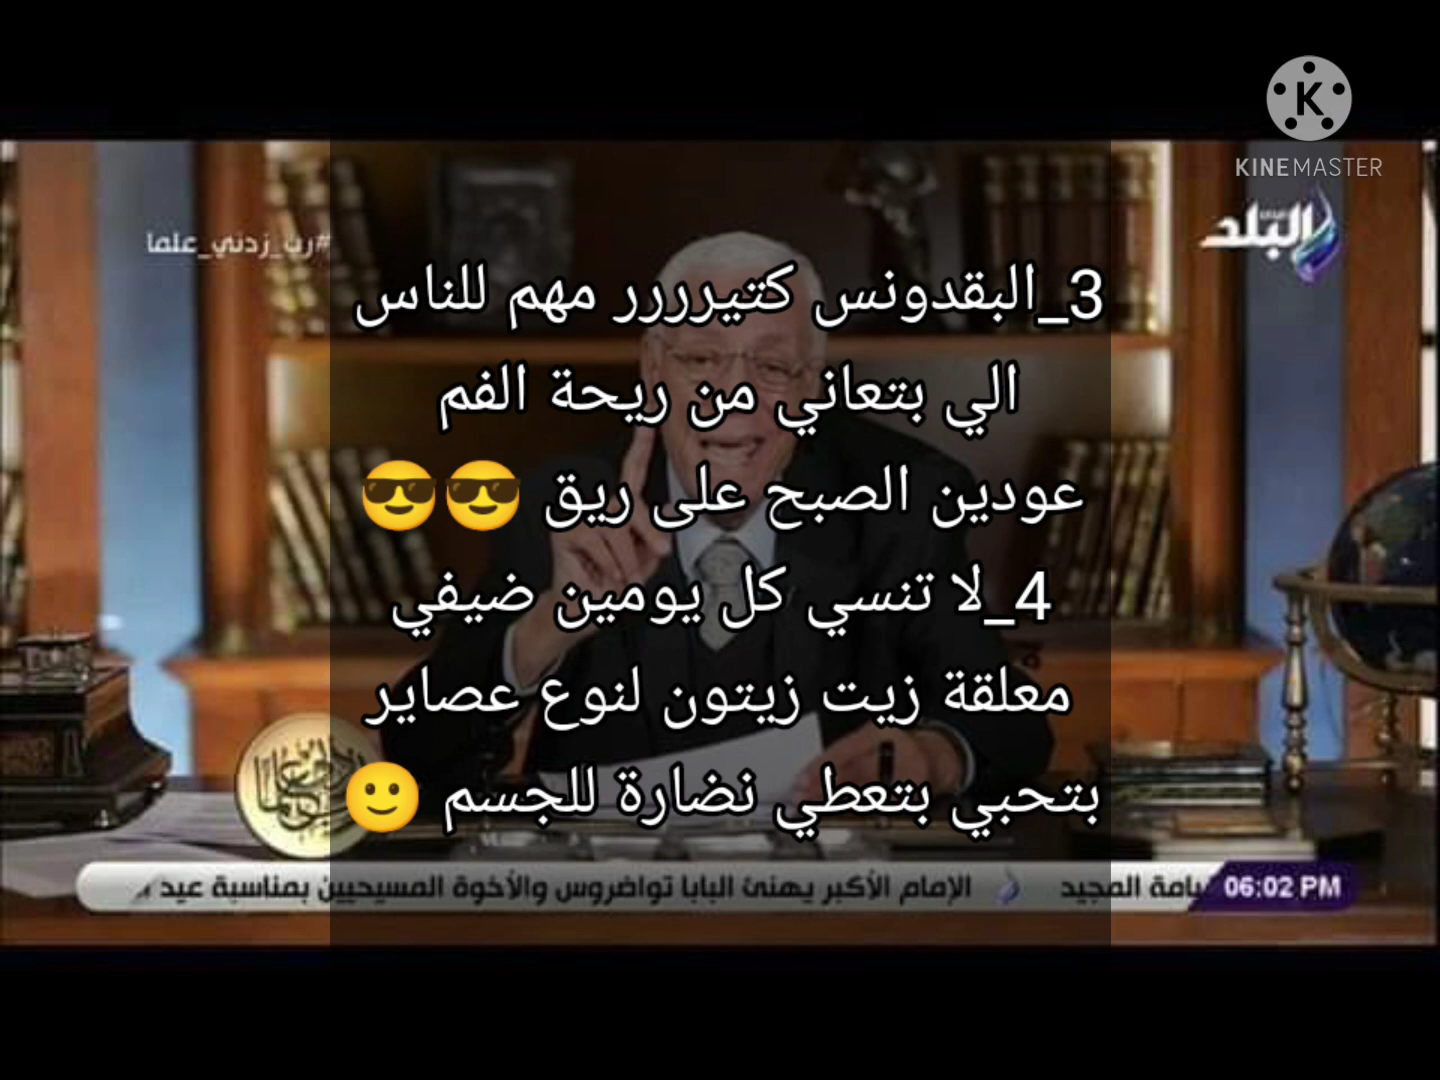 KINEMASTER
صدى البلد
#رب_زدني_علما
3_البقدونس كتيرررر مهم للناس
الي بتعاني من ريحة الفم
عودين الصبح على ريق 😎😎
4_لا تنسي كل يومين ضيفي
معلقة زيت زيتون لنوع عصاير
بتحبي بتعطي نضارة للجسم 🙂
06:02 PM
المجيد
الإمام الأكبر يهنئ البابا تواضروس والأخوة المسيحيين بمناسبة عيد